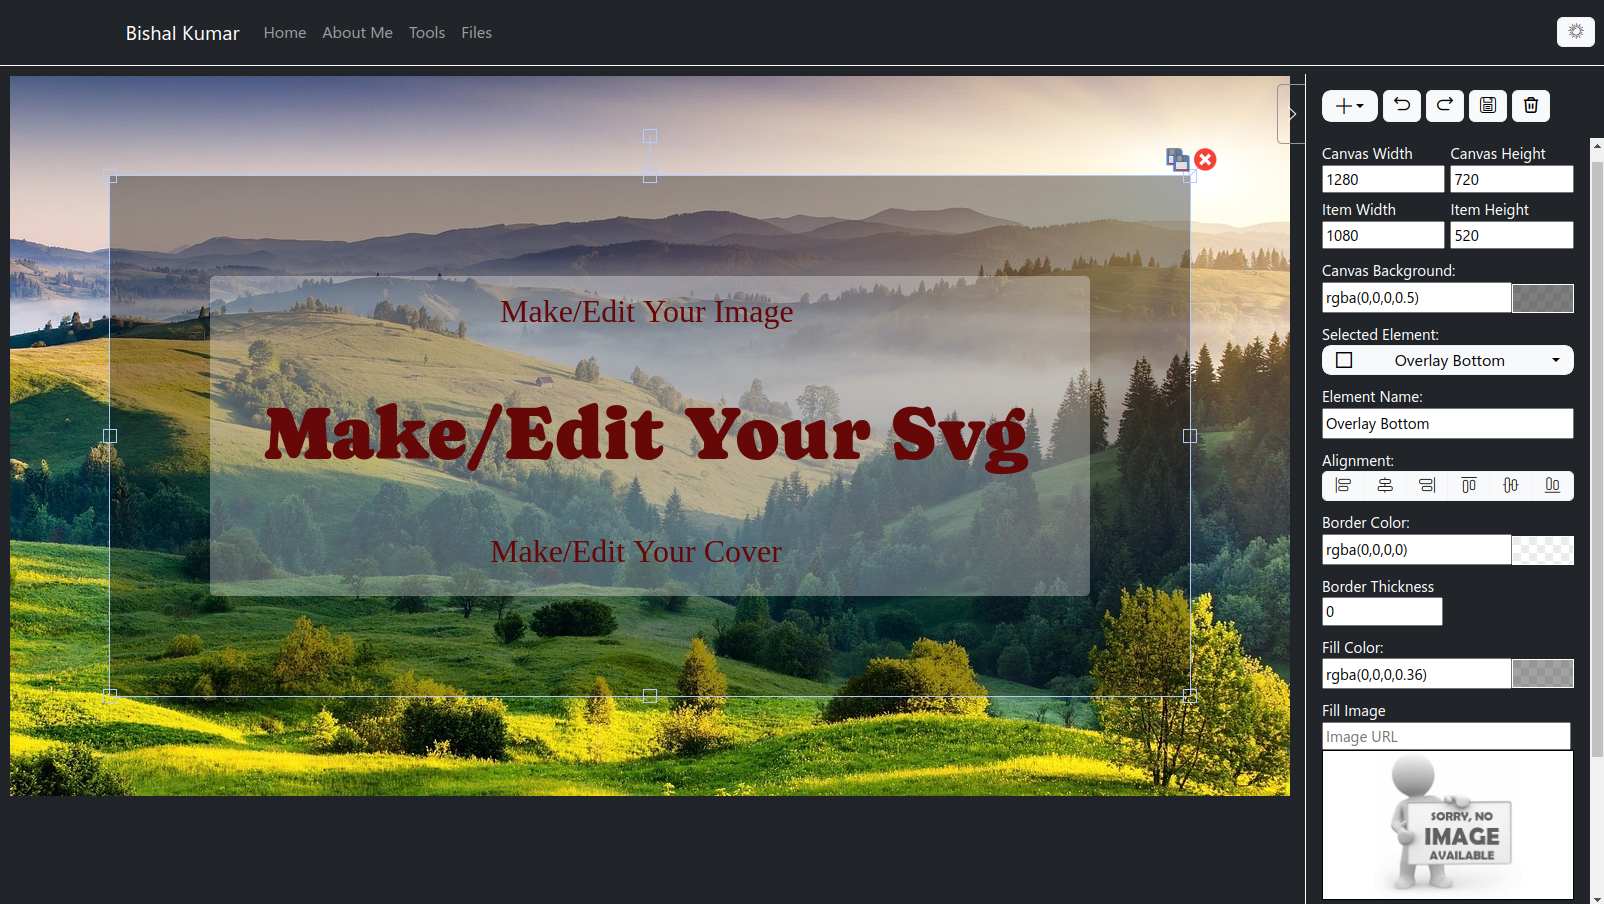 Bishal Kumar Home About Me Tools Files
Make/Edit Your Image
Make/Edit Your Svg
Make/Edit Your Cover
Canvas Width Canvas Height
1280 720
Item Width Item Height
1080 520
Canvas Background:
rgba(0,0,0,0.5)
Selected Element:
Overlay Bottom
Element Name:
Overlay Bottom
Alignment:
Border Color:
rgba(0,0,0,0)
Border Thickness
0
Fill Color:
rgba(0,0,0,0.36)
Fill Image
Image URL
SORRY, NO
IMAGE
AVAILABLE